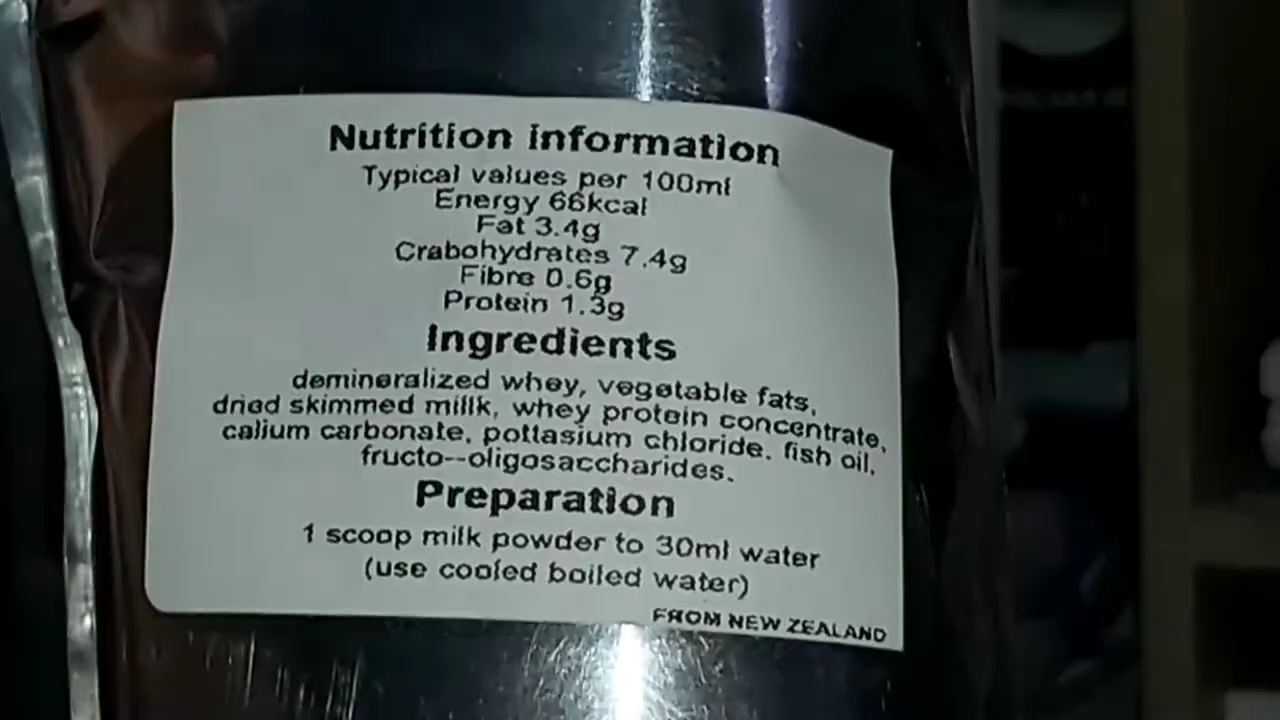 Nutrition information
Typical values per 100ml
Energy 66kcal
Fat 3.4g
Crabohydrates 7.4g
Fibre 0.6g
Protein 1.3g
Ingredients
demineralized whey, vegetable fats,
dried skimmed millk, whey protein concentrate,
calium carbonate, pottasium chloride. fish oil,
fructo--oligosaccharides.
Preparation
1 scoop milk powder to 30ml water
(use cooled boiled water)
FROM NEW ZEALAND